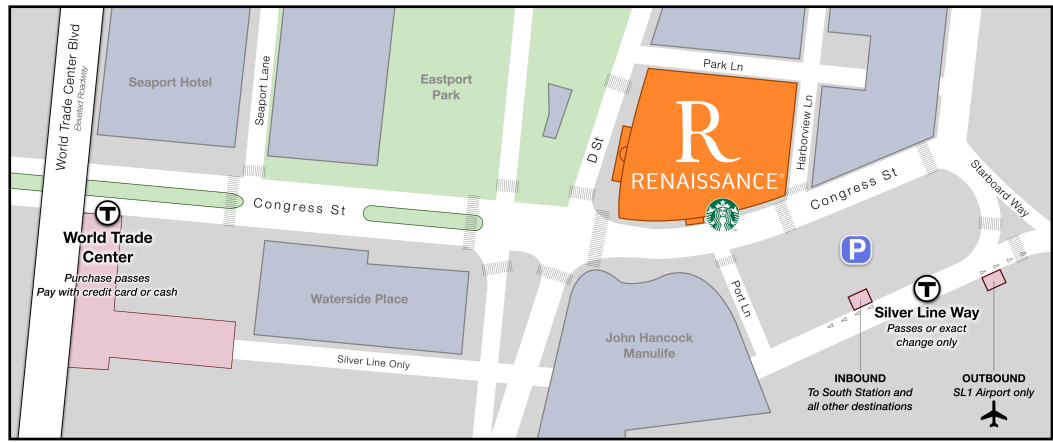 World Trade Center Blvd
Elevated Roadway
Seaport Hotel
Seaport Lane
Eastport
Park
D St
Park Ln
Harborview Ln
R
RENAISSANCE®
Congress St
Congress St
Starboard Way
T
World Trade
Center
Purchase passes
Pay with credit card or cash
Waterside Place
Silver Line Only
John Hancock
Manulife
Port Ln
P
T
Silver Line Way
Passes or exact
change only
INBOUND
To South Station and
all other destinations
OUTBOUND
SL1 Airport only